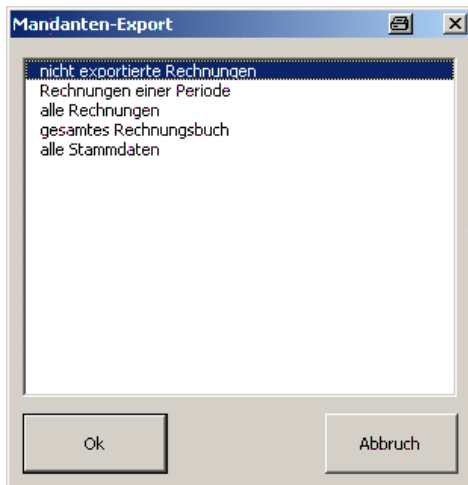 Mandanten-Export
nicht exportierte Rechnungen
Rechnungen einer Periode
alle Rechnungen
gesamtes Rechnungsbuch
alle Stammdaten
Ok
Abbruch